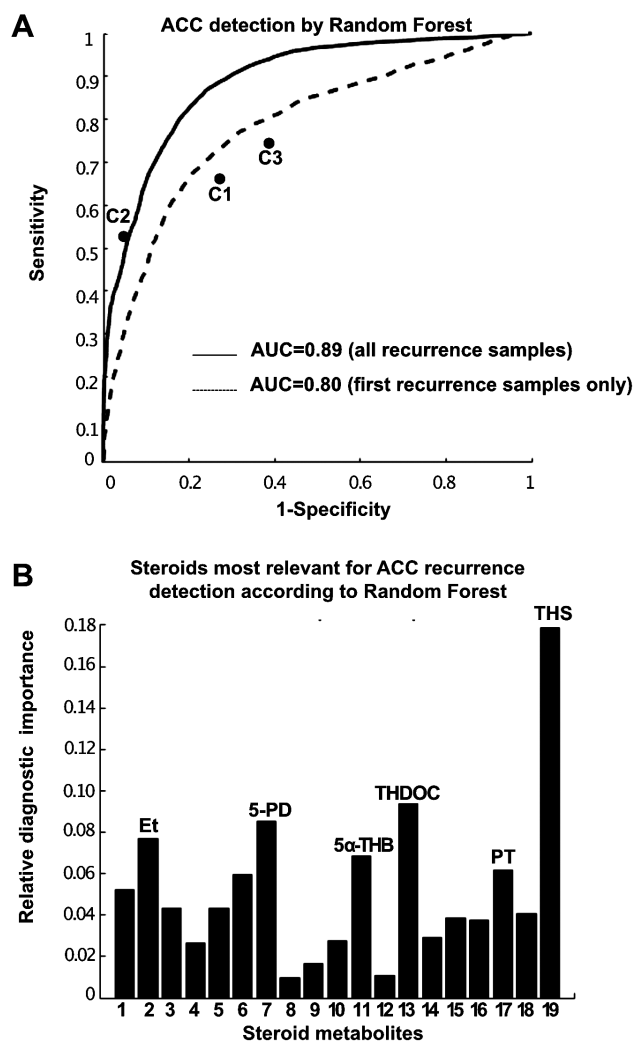 A
ACC detection by Random Forest
Sensitivity
1
0.9
0.8
0.7
0.6
0.5
0.4
0.3
0.2
0.1
0
C2
C1
C3
AUC=0.89 (all recurrence samples)
AUC=0.80 (first recurrence samples only)
0 0.2 0.4 0.6 0.8 1
1-Specificity
B
Steroids most relevant for ACC recurrence
detection according to Random Forest
Relative diagnostic importance
0.18
0.16
0.14
0.12
0.10
0.08
0.06
0.04
0.02
0
Et
5-PD
5α-THB
THDOC
PT
THS
1 2 3 4 5 6 7 8 9 10 11 12 13 14 15 16 17 18 19
Steroid metabolites